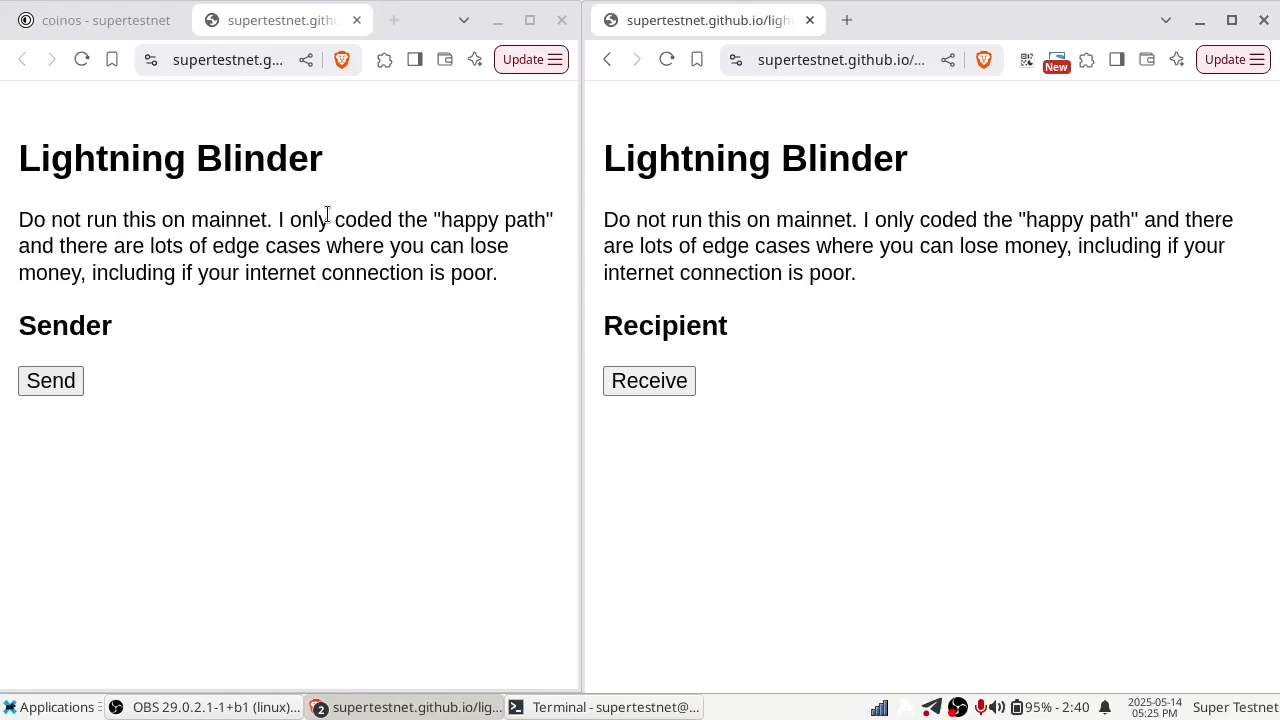 coinos - supertestnet
supertestnet.githu
supertestnet.g...
Update
Lightning Blinder
Do not run this on mainnet. I only coded the "happy path"
and there are lots of edge cases where you can lose
money, including if your internet connection is poor.
Sender
Send
supertestnet.github.io/ligh
supertestnet.github.io/...
New
Update
Lightning Blinder
Do not run this on mainnet. I only coded the "happy path" and there
are lots of edge cases where you can lose money, including if your
internet connection is poor.
Recipient
Receive
Applications
OBS 29.0.2.1-1+b1 (linux)...
2
supertestnet.github.io/lig...
Terminal - supertestnet@...
95% - 2:40
2025-05-14
05:25 PM
Super Testnet